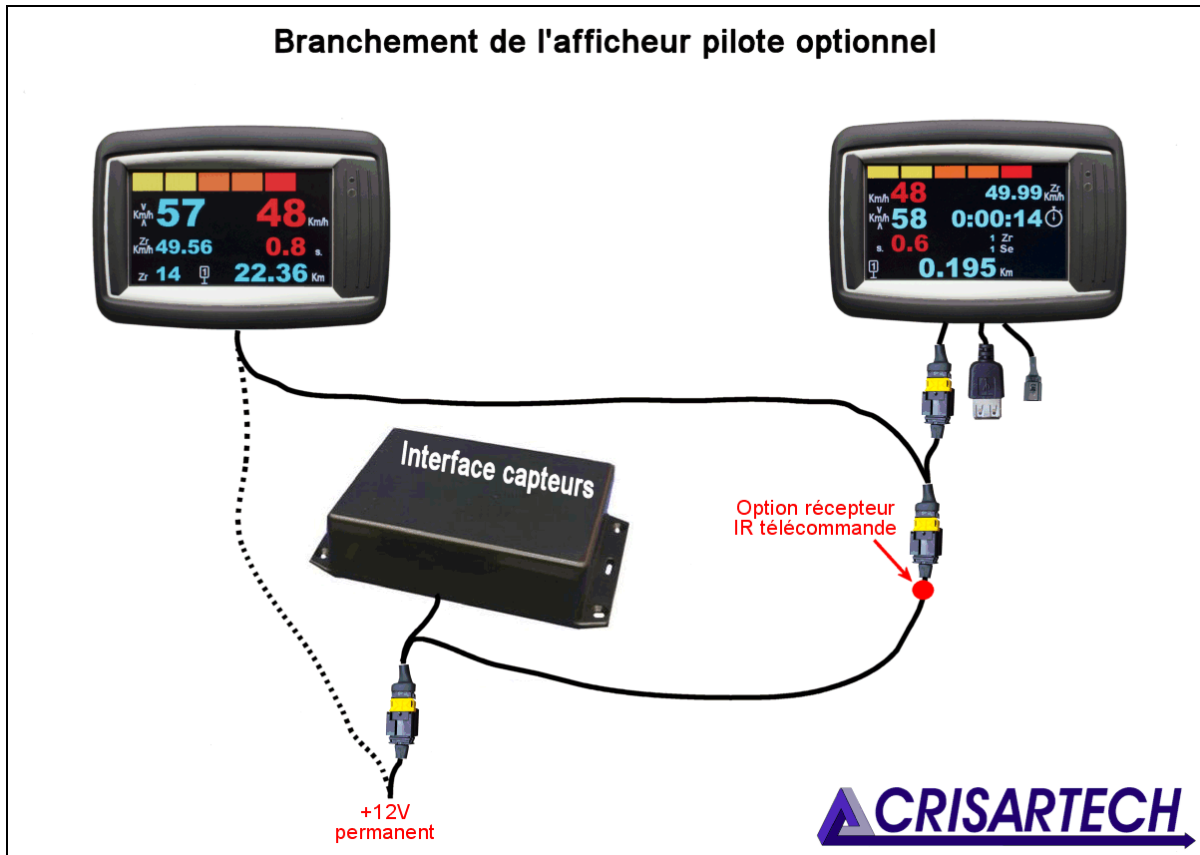 Branchement de l'afficheur pilote optionnel
V
Km/h 57 48 Km/h
Λ
Zr
Km/h 49.56 0.8 s.
Zr 14 1 22.36 Km
Km/h 48 49.99 Zr Km/h
V
Km/h 58 0:00:14
Λ
s. 0.6 1 Zr
1 Se
1 0.195 Km
Interface capteurs
Option récepteur
IR télécommande
+12V
permanent
CRISARTECH